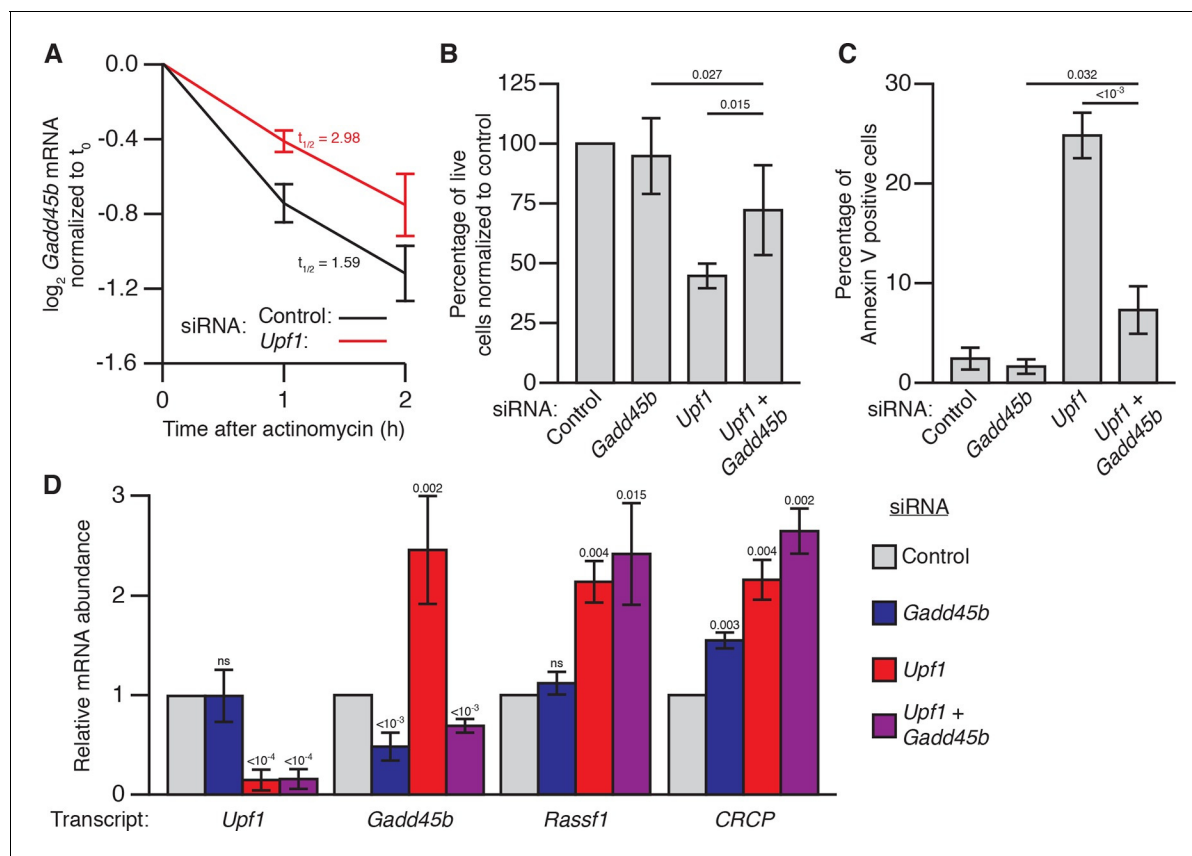 A
0.0
-0.4
-0.8
-1.2
-1.6
log2 Gadd45b mRNA
normalized to t0
t1/2 = 2.98
t1/2 = 1.59
siRNA:
Control:
Upf1:
0
1
2
Time after actinomycin (h)
B
125
100
75
50
25
0
Percentage of live
cells normalized to control
0.027
0.015
siRNA:
Control
Gadd45b
Upf1
Upf1 +
Gadd45b
C
30
20
10
0
Percentage of
Annexin V positive cells
0.032
<10-3
siRNA:
Control
Gadd45b
Upf1
Upf1 +
Gadd45b
D
3
2
1
0
Relative mRNA abundance
ns
<10-4
<10-4
<10-3
0.002
<10-3
ns
0.004
0.015
0.003
0.004
0.002
Transcript:
Upf1
Gadd45b
Rassf1
CRCP
siRNA
Control
Gadd45b
Upf1
Upf1 +
Gadd45b